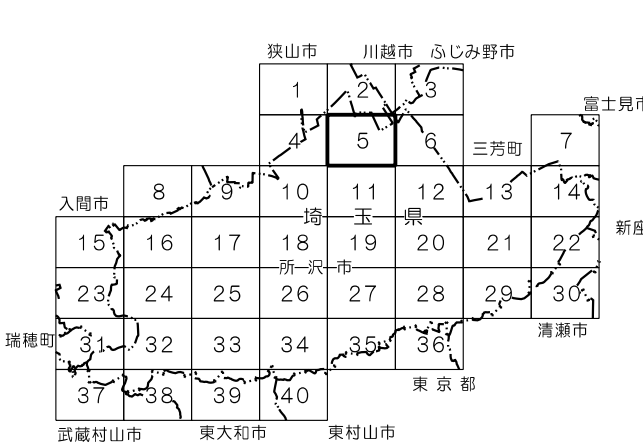 狭山市 川越市 ふじみ野市
1 2 3
富士見市
4 5 6 三芳町 7
8 9 10 11 12 13 14
入間市
埼玉県
新座
15 16 17 18 19 20 21 22
所沢市
23 24 25 26 27 28 29 30
清瀬市
瑞穂町 31 32 33 34 35 36
東京都
37 38 39 40
武蔵村山市 東大和市 東村山市